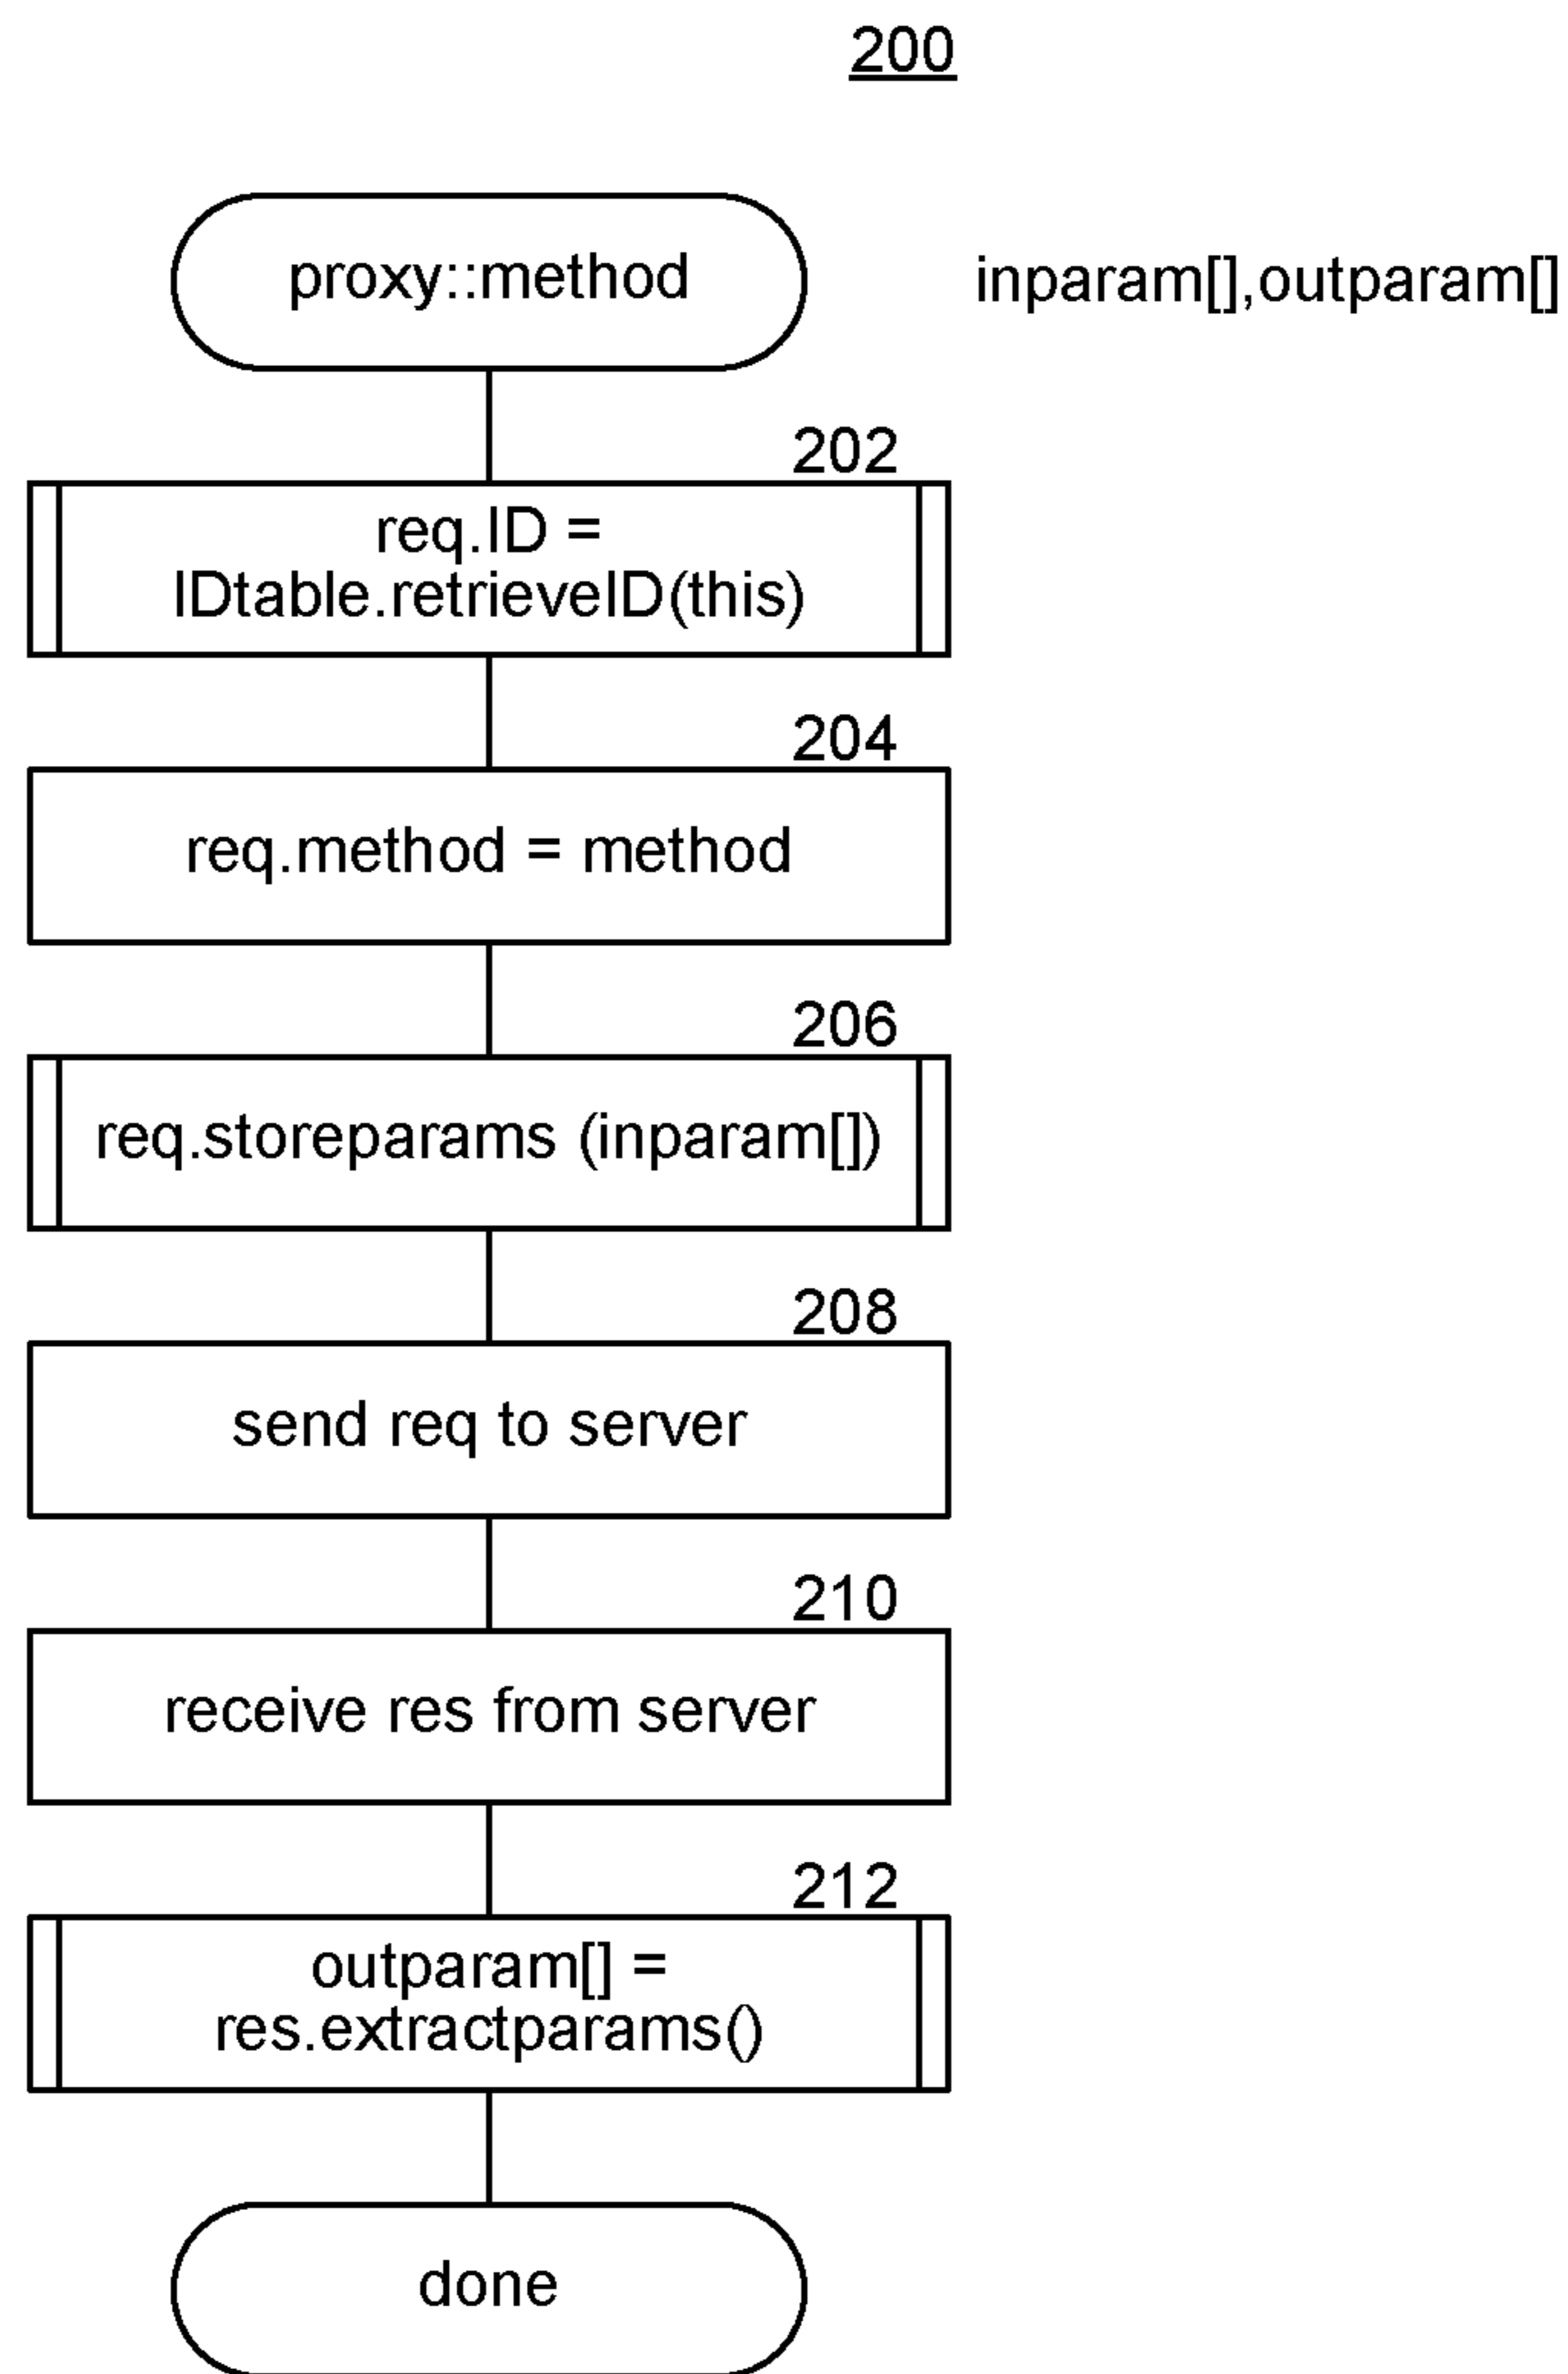 200
proxy::method
inparam[],outparam[]
202
req.ID =
IDtable.retrieveID(this)
204
req.method = method
206
req.storeparams (inparam[])
208
send req to server
210
receive res from server
212
outparam[] =
res.extractparams()
done